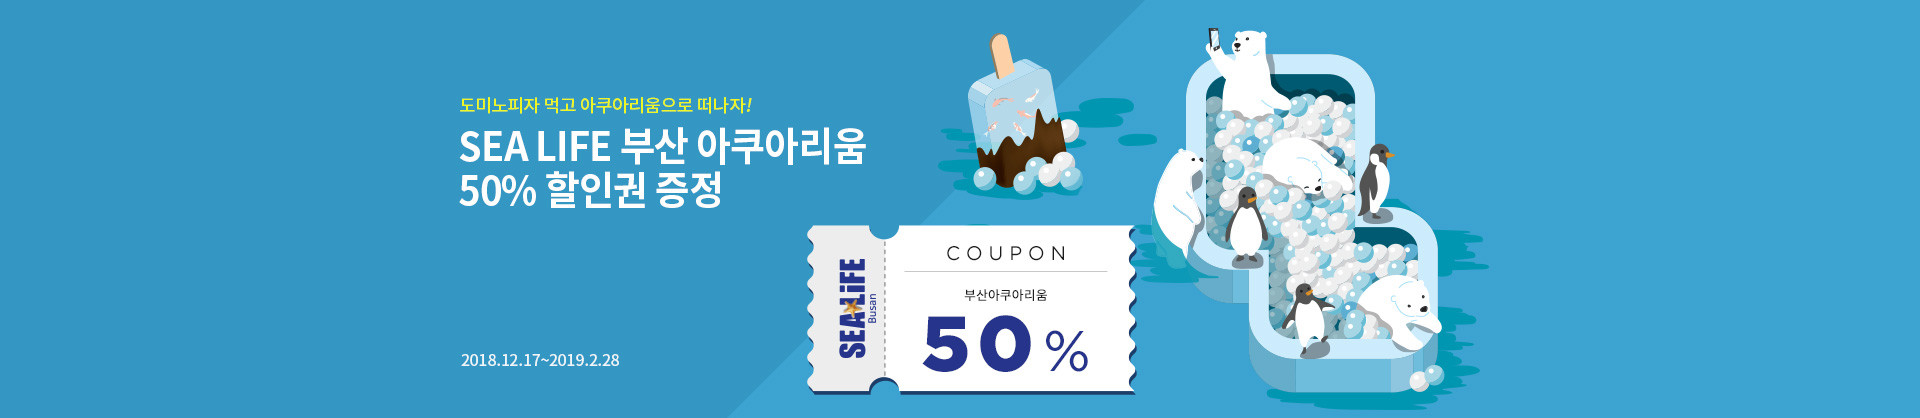 도미노피자 먹고 아쿠아리움으로 떠나자!
SEA LIFE 부산 아쿠아리움
50% 할인권 증정
2018.12.17~2019.2.28
SEA LiFE
Busan
COUPON
부산아쿠아리움
50 %